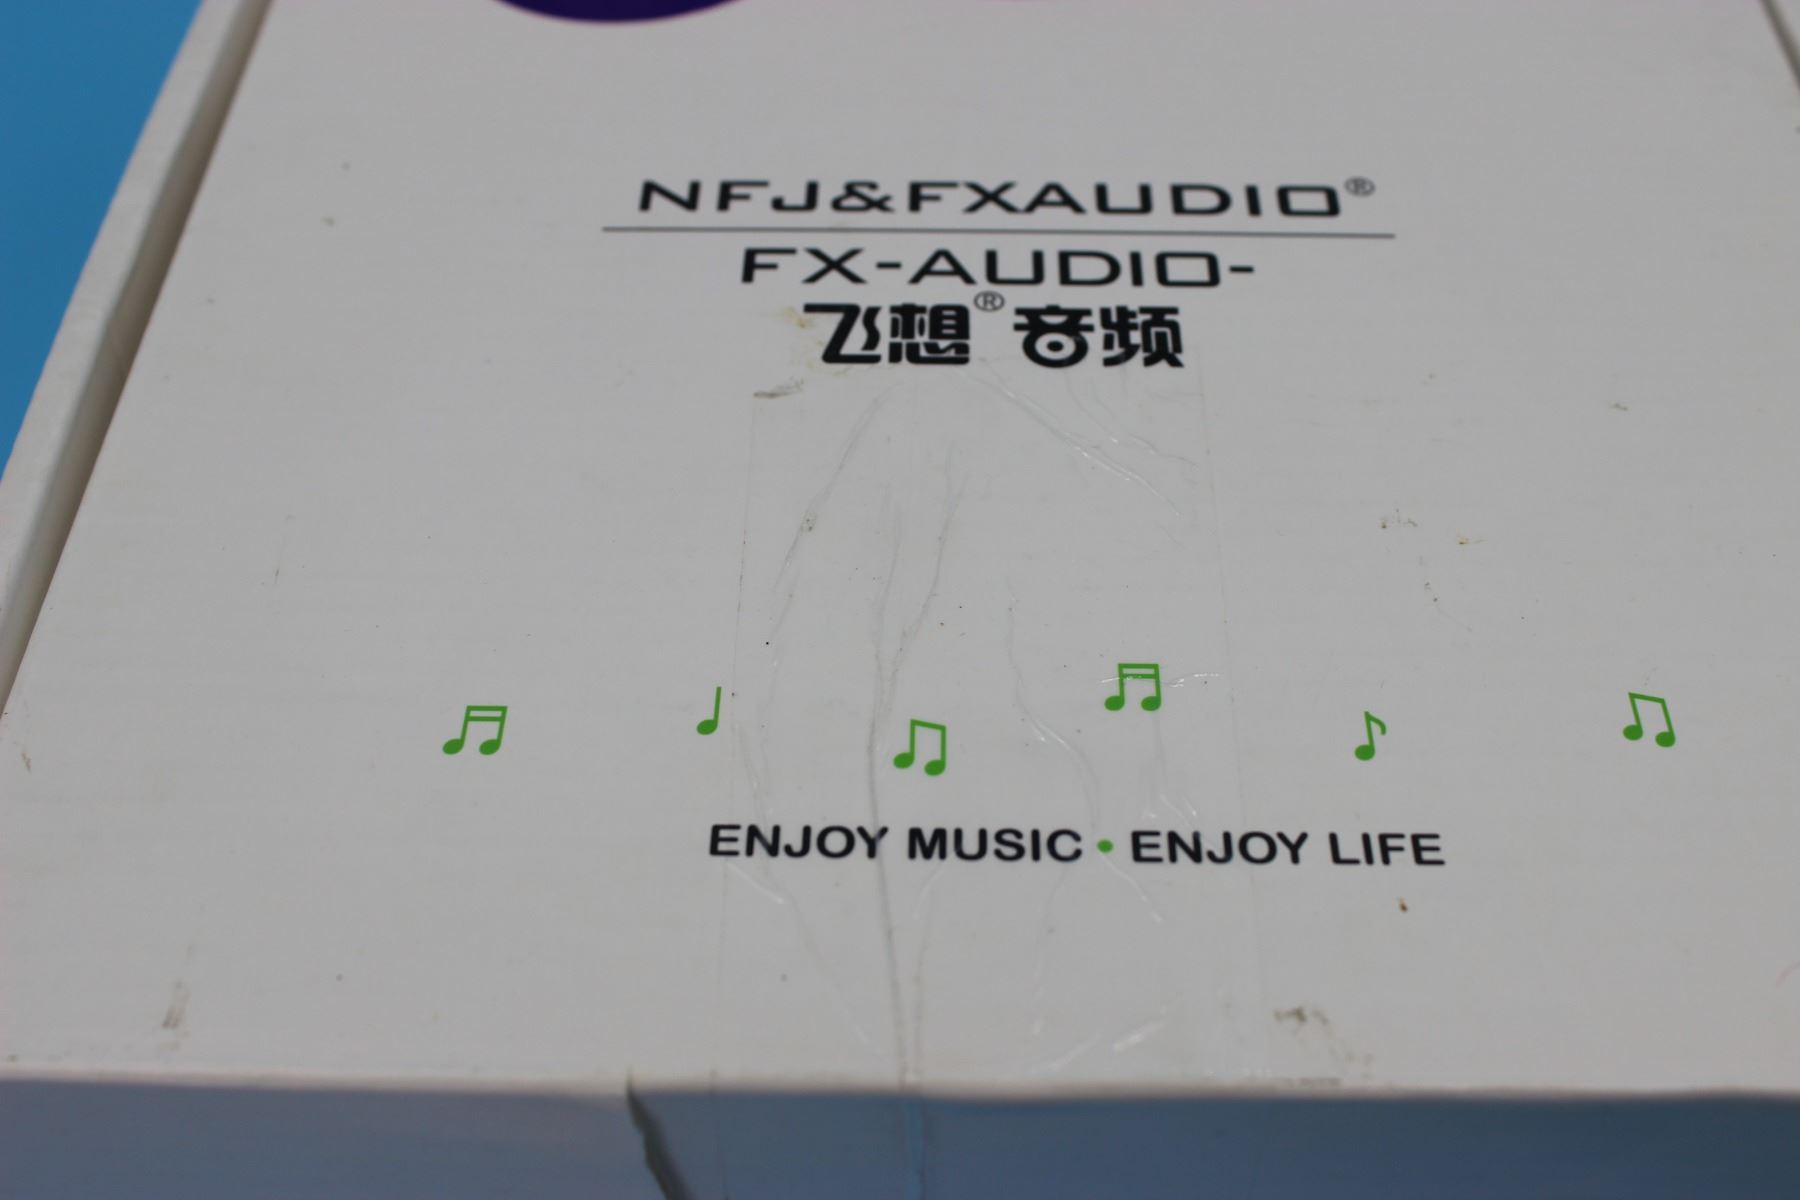 NFJ&FXAUDIO®
FX-AUDIO-
飞想® 音频
ENJOY MUSIC • ENJOY LIFE